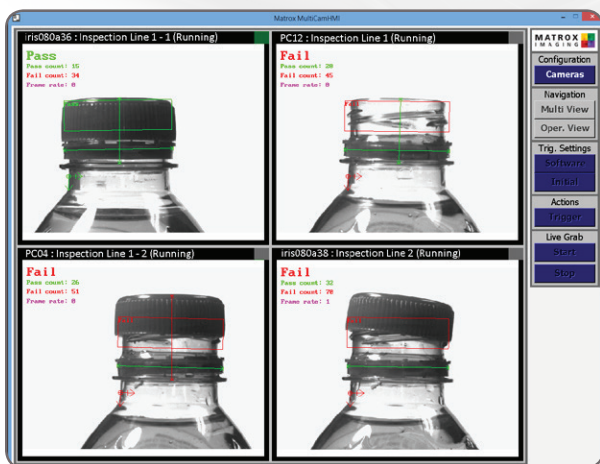 Matrox MultiCamHMI
iris080a36 : Inspection Line 1 - 1 (Running)
Pass
Pass count: 15
Fail count: 34
Frame rate: 0
PC12 : Inspection Line 1 (Running)
Fail
Pass count: 20
Fail count: 45
Frame rate: 0
PC04 : Inspection Line 1 - 2 (Running)
Fail
Pass count: 26
Fail count: 51
Frame rate: 0
iris080a38 : Inspection Line 2 (Running)
Fail
Pass count: 32
Fail count: 70
Frame rate: 1
MATROX
IMAGING
Configuration
Cameras
Navigation
Multi View
Oper. View
Trig. Settings
Software
Initial
Actions
Trigger
Live Grab
Start
Stop